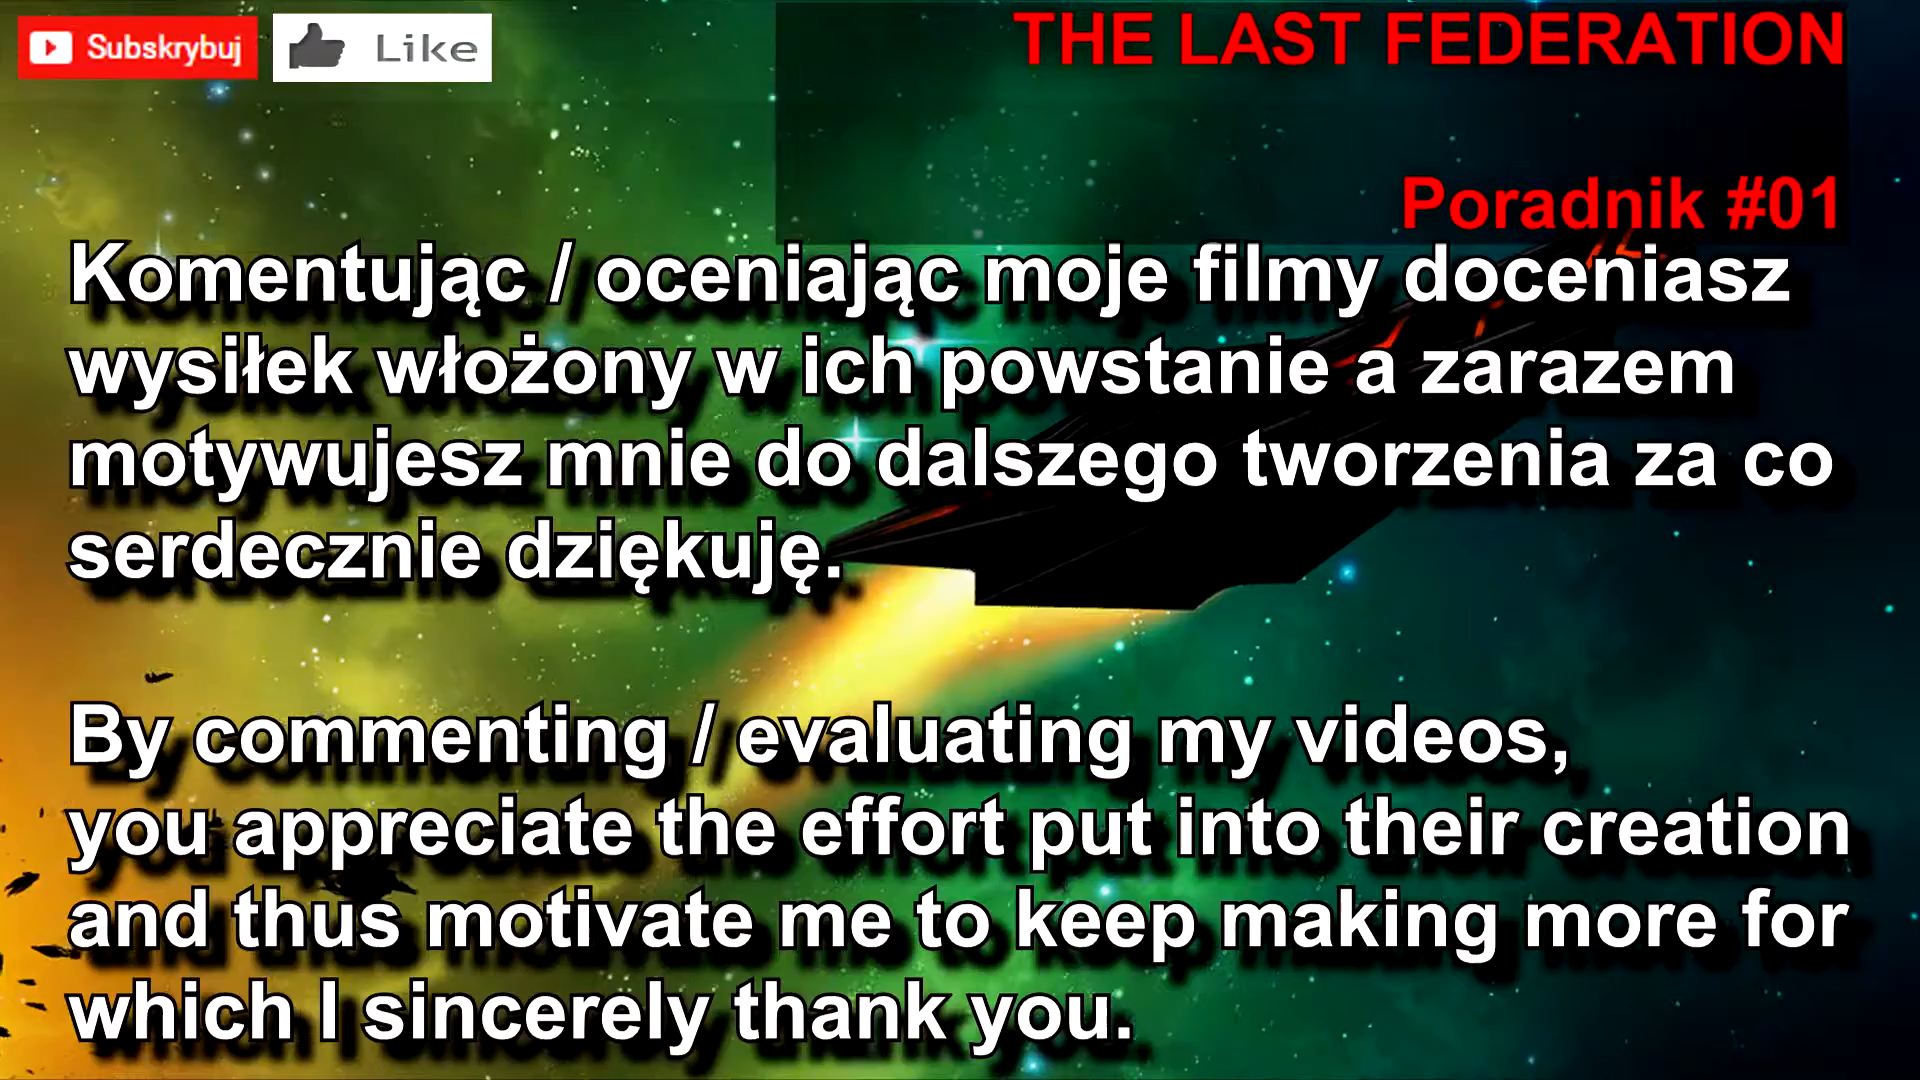 Subskrybuj
Like
THE LAST FEDERATION
Poradnik #01
Komentując / oceniając moje filmy doceniasz
wysiłek włożony w ich powstanie a zarazem
motywujesz mnie do dalszego tworzenia za co
serdecznie dziękuję.
By commenting / evaluating my videos,
you appreciate the effort put into their creation
and thus motivate me to keep making more for
which I sincerely thank you.